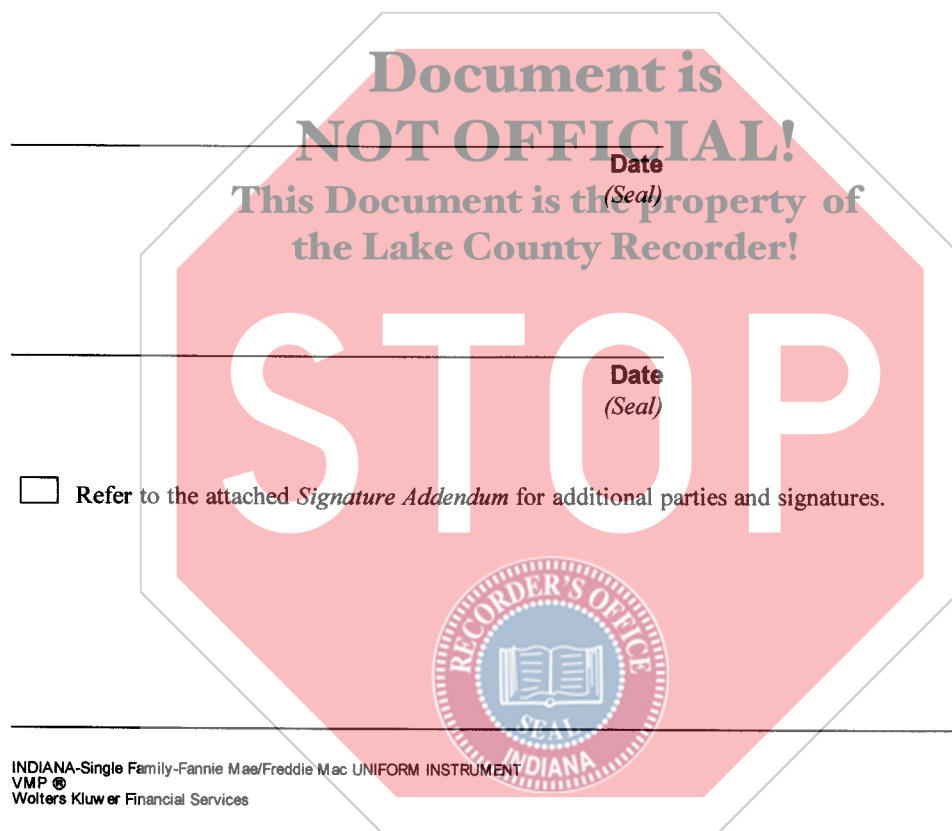 Document is
NOT OFFICIAL!
Date
(Seal)
This Document is the property of
the Lake County Recorder!
STOP
Date
(Seal)
Refer to the attached Signature Addendum for additional parties and signatures.
RECORDER'S OFFICE
SEAL
INDIANA
INDIANA-Single Family-Fannie Mae/Freddie Mac UNIFORM INSTRUMENT
VMP ®
Wolters Kluwer Financial Services